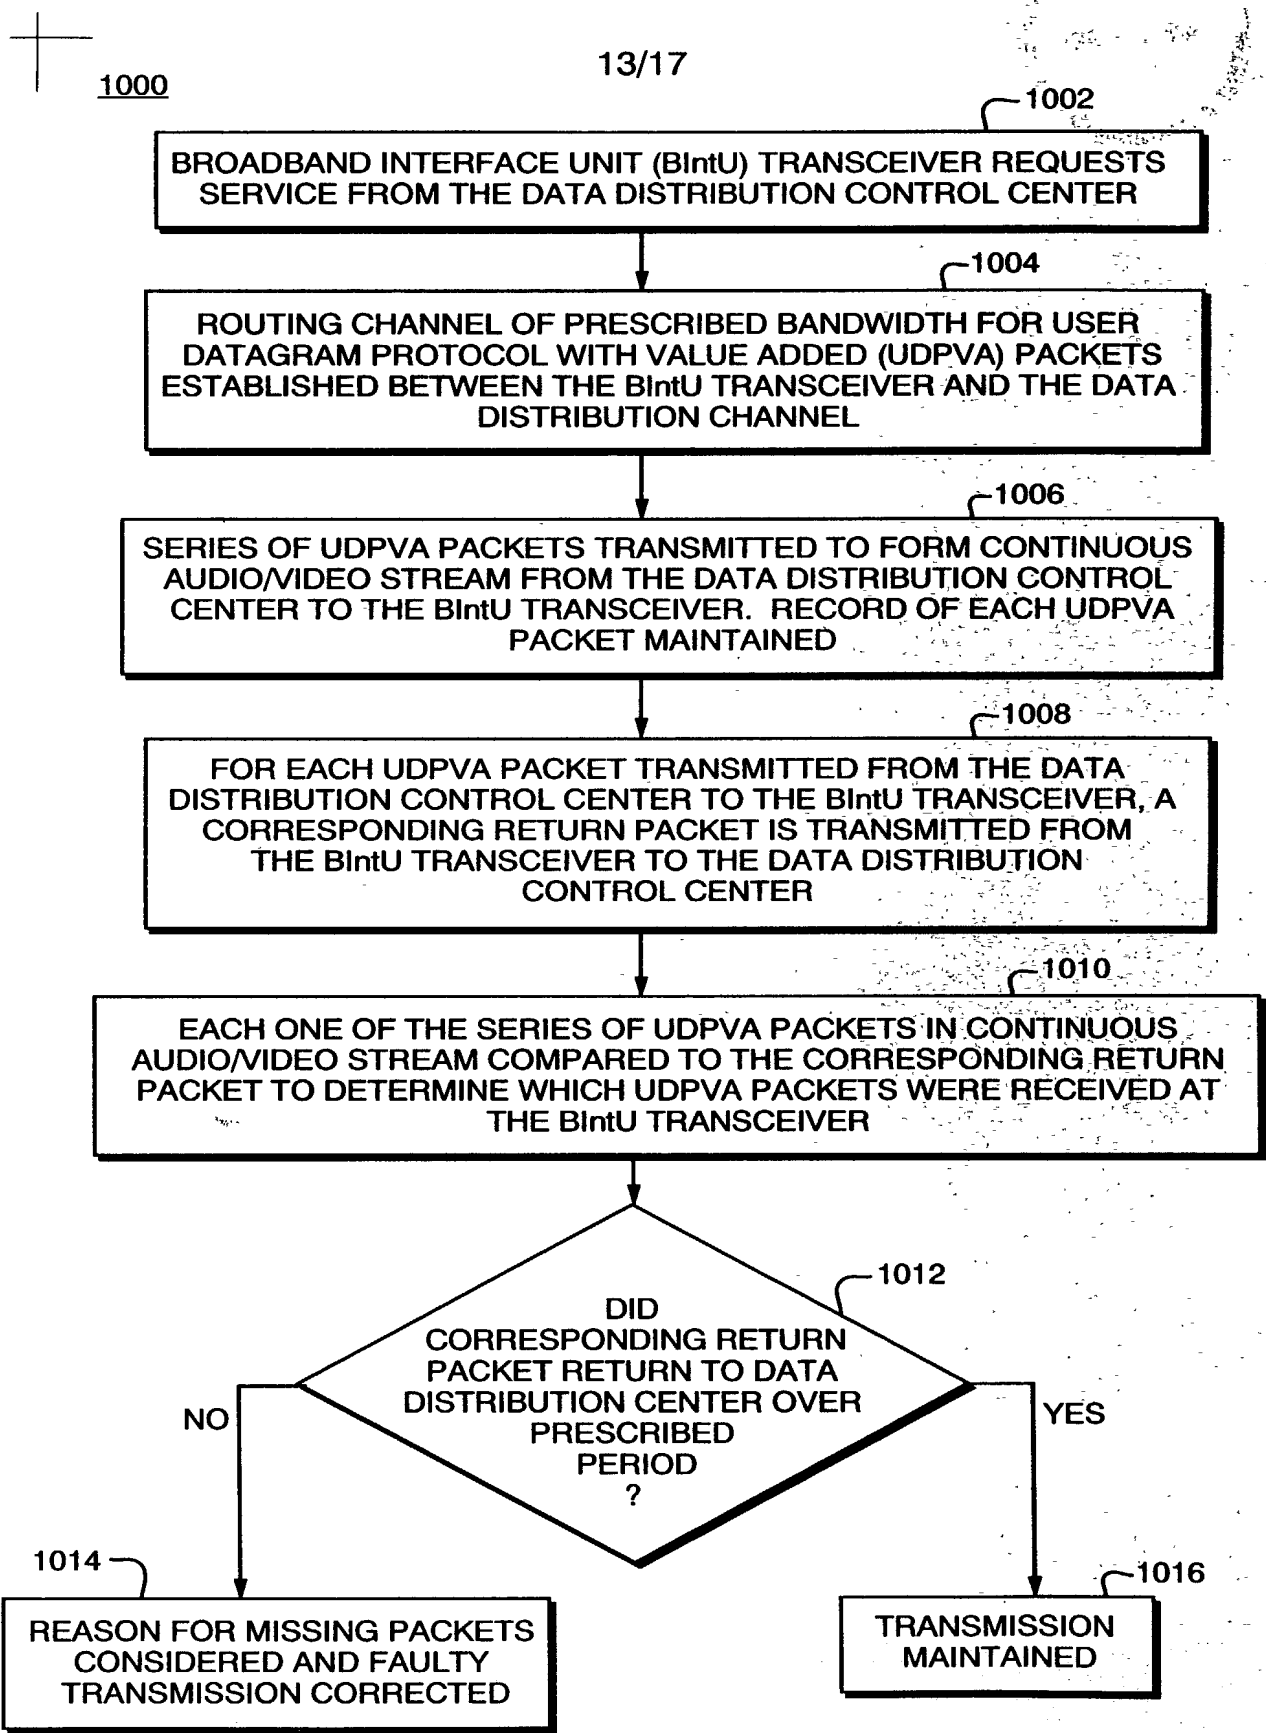 13/17
1000
1002
BROADBAND INTERFACE UNIT (BIntU) TRANSCEIVER REQUESTS
SERVICE FROM THE DATA DISTRIBUTION CONTROL CENTER
1004
ROUTING CHANNEL OF PRESCRIBED BANDWIDTH FOR USER
DATAGRAM PROTOCOL WITH VALUE ADDED (UDPVA) PACKETS
ESTABLISHED BETWEEN THE BIntU TRANSCEIVER AND THE DATA
DISTRIBUTION CHANNEL
1006
SERIES OF UDPVA PACKETS TRANSMITTED TO FORM CONTINUOUS
AUDIO/VIDEO STREAM FROM THE DATA DISTRIBUTION CONTROL
CENTER TO THE BIntU TRANSCEIVER. RECORD OF EACH UDPVA
PACKET MAINTAINED
1008
FOR EACH UDPVA PACKET TRANSMITTED FROM THE DATA
DISTRIBUTION CONTROL CENTER TO THE BIntU TRANSCEIVER, A
CORRESPONDING RETURN PACKET IS TRANSMITTED FROM
THE BIntU TRANSCEIVER TO THE DATA DISTRIBUTION
CONTROL CENTER
1010
EACH ONE OF THE SERIES OF UDPVA PACKETS IN CONTINUOUS
AUDIO/VIDEO STREAM COMPARED TO THE CORRESPONDING RETURN
PACKET TO DETERMINE WHICH UDPVA PACKETS WERE RECEIVED AT
THE BIntU TRANSCEIVER
1012
DID
CORRESPONDING RETURN
PACKET RETURN TO DATA
DISTRIBUTION CENTER OVER
PRESCRIBED
PERIOD
?
NO
YES
1014
REASON FOR MISSING PACKETS
CONSIDERED AND FAULTY
TRANSMISSION CORRECTED
1016
TRANSMISSION
MAINTAINED